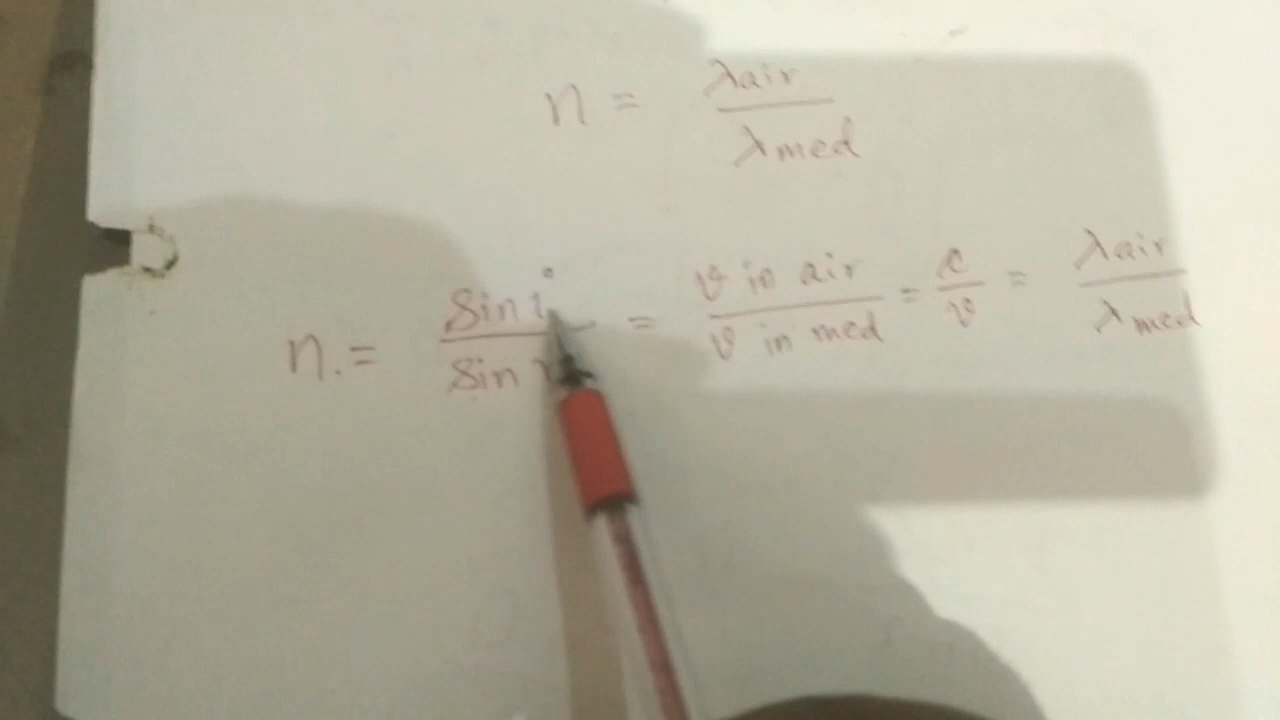 n = λair / λmed
n. = Sin i / Sin r = v in air / v in med = c / v = λair / λmed